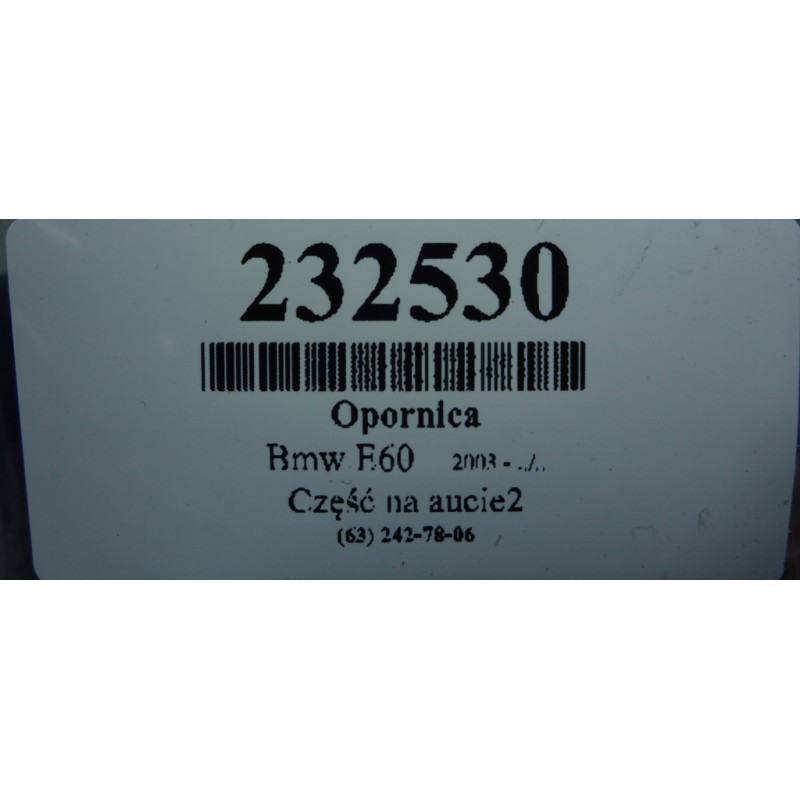 232530
Opornica
Bmw E60 2003 - ../..
Część na aucie2
(63) 242-78-06